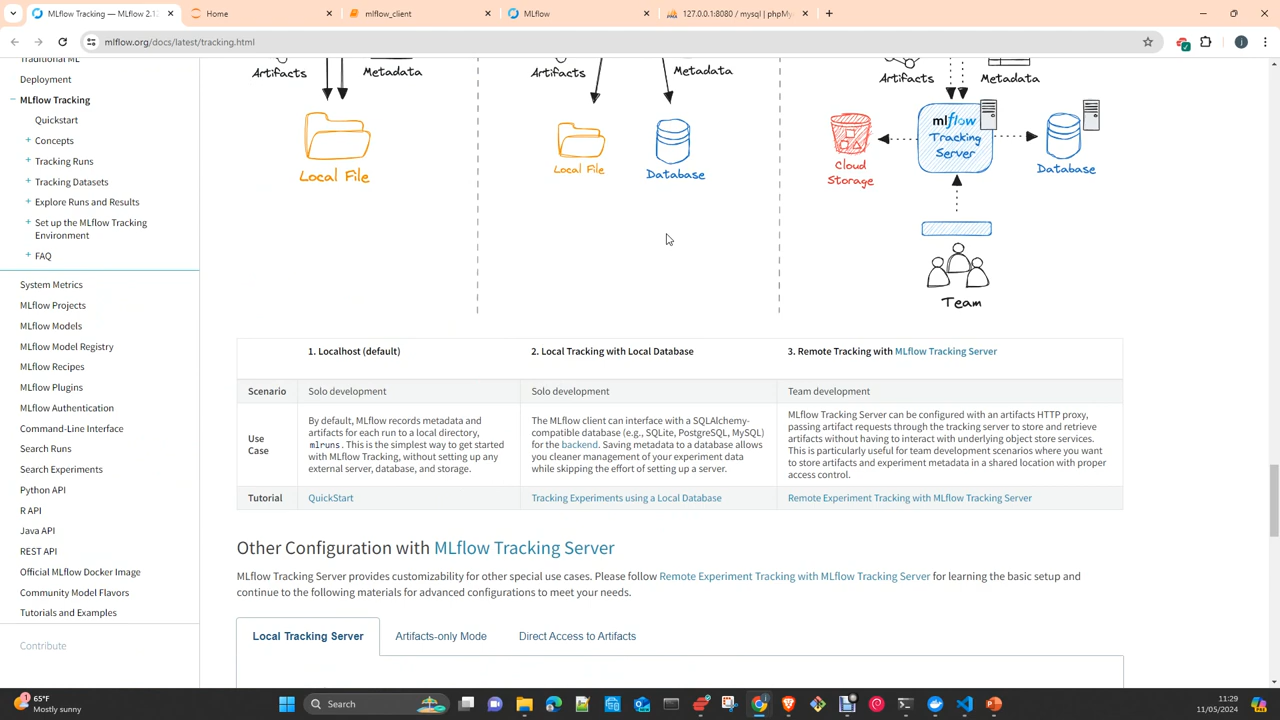 MLflow Tracking — MLflow 2.12
Home
mlflow_client
MLflow
127.0.0.1:8080 / mysql | phpMy
mlflow.org/docs/latest/tracking.html
Traditional ML
Deployment
MLflow Tracking
Quickstart
Concepts
Tracking Runs
Tracking Datasets
Explore Runs and Results
Set up the MLflow Tracking
Environment
FAQ
System Metrics
MLflow Projects
MLflow Models
MLflow Model Registry
MLflow Recipes
MLflow Plugins
MLflow Authentication
Command-Line Interface
Search Runs
Search Experiments
Python API
R API
Java API
REST API
Official MLflow Docker Image
Community Model Flavors
Tutorials and Examples
Contribute
Artifacts
Metadata
Local File
Artifacts
Metadata
Local File
Database
Artifacts
Metadata
mlflow
Tracking
Server
Cloud
Storage
Database
Team
1. Localhost (default)
2. Local Tracking with Local Database
3. Remote Tracking with MLflow Tracking Server
Scenario
Solo development
Solo development
Team development
Use
Case
By default, MLflow records metadata and
artifacts for each run to a local directory,
mlruns . This is the simplest way to get started
with MLflow Tracking, without setting up any
external server, database, and storage.
The MLflow client can interface with a SQLAlchemy-
compatible database (e.g., SQLite, PostgreSQL, MySQL)
for the backend. Saving metadata to a database allows
you cleaner management of your experiment data
while skipping the effort of setting up a server.
MLflow Tracking Server can be configured with an artifacts HTTP proxy,
passing artifact requests through the tracking server to store and retrieve
artifacts without having to interact with underlying object store services.
This is particularly useful for team development scenarios where you want
to store artifacts and experiment metadata in a shared location with proper
access control.
Tutorial
QuickStart
Tracking Experiments using a Local Database
Remote Experiment Tracking with MLflow Tracking Server
Other Configuration with MLflow Tracking Server
MLflow Tracking Server provides customizability for other special use cases. Please follow Remote Experiment Tracking with MLflow Tracking Server for learning the basic setup and
continue to the following materials for advanced configurations to meet your needs.
Local Tracking Server
Artifacts-only Mode
Direct Access to Artifacts
65°F
Mostly sunny
Search
11:29
11/05/2024